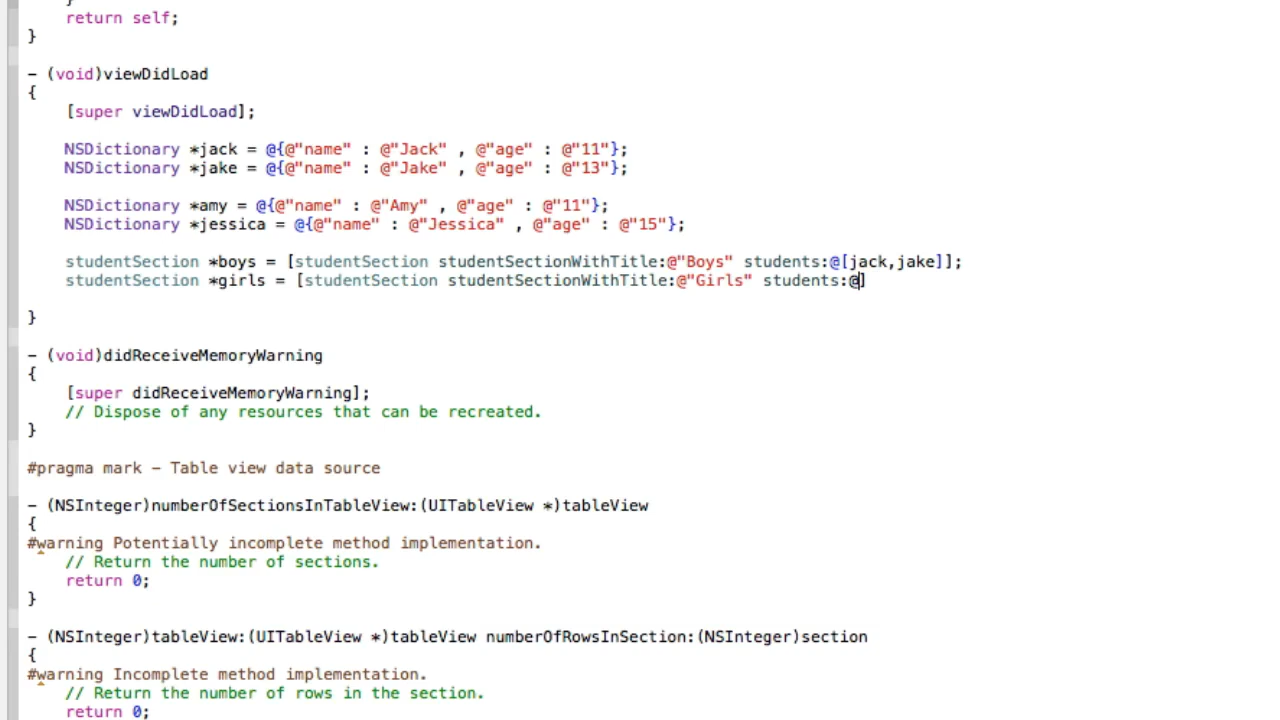 }
return self;
}
- (void)viewDidLoad
{
[super viewDidLoad];
NSDictionary *jack = @{@"name" : @"Jack" , @"age" : @"11"};
NSDictionary *jake = @{@"name" : @"Jake" , @"age" : @"13"};
NSDictionary *amy = @{@"name" : @"Amy" , @"age" : @"11"};
NSDictionary *jessica = @{@"name" : @"Jessica" , @"age" : @"15"};
studentSection *boys = [studentSection studentSectionWithTitle:@"Boys" students:@[jack,jake]];
studentSection *girls = [studentSection studentSectionWithTitle:@"Girls" students:@]
}
- (void)didReceiveMemoryWarning
{
[super didReceiveMemoryWarning];
// Dispose of any resources that can be recreated.
}
#pragma mark - Table view data source
- (NSInteger)numberOfSectionsInTableView:(UITableView *)tableView
{
#warning Potentially incomplete method implementation.
// Return the number of sections.
return 0;
}
- (NSInteger)tableView:(UITableView *)tableView numberOfRowsInSection:(NSInteger)section
{
#warning Incomplete method implementation.
// Return the number of rows in the section.
return 0;